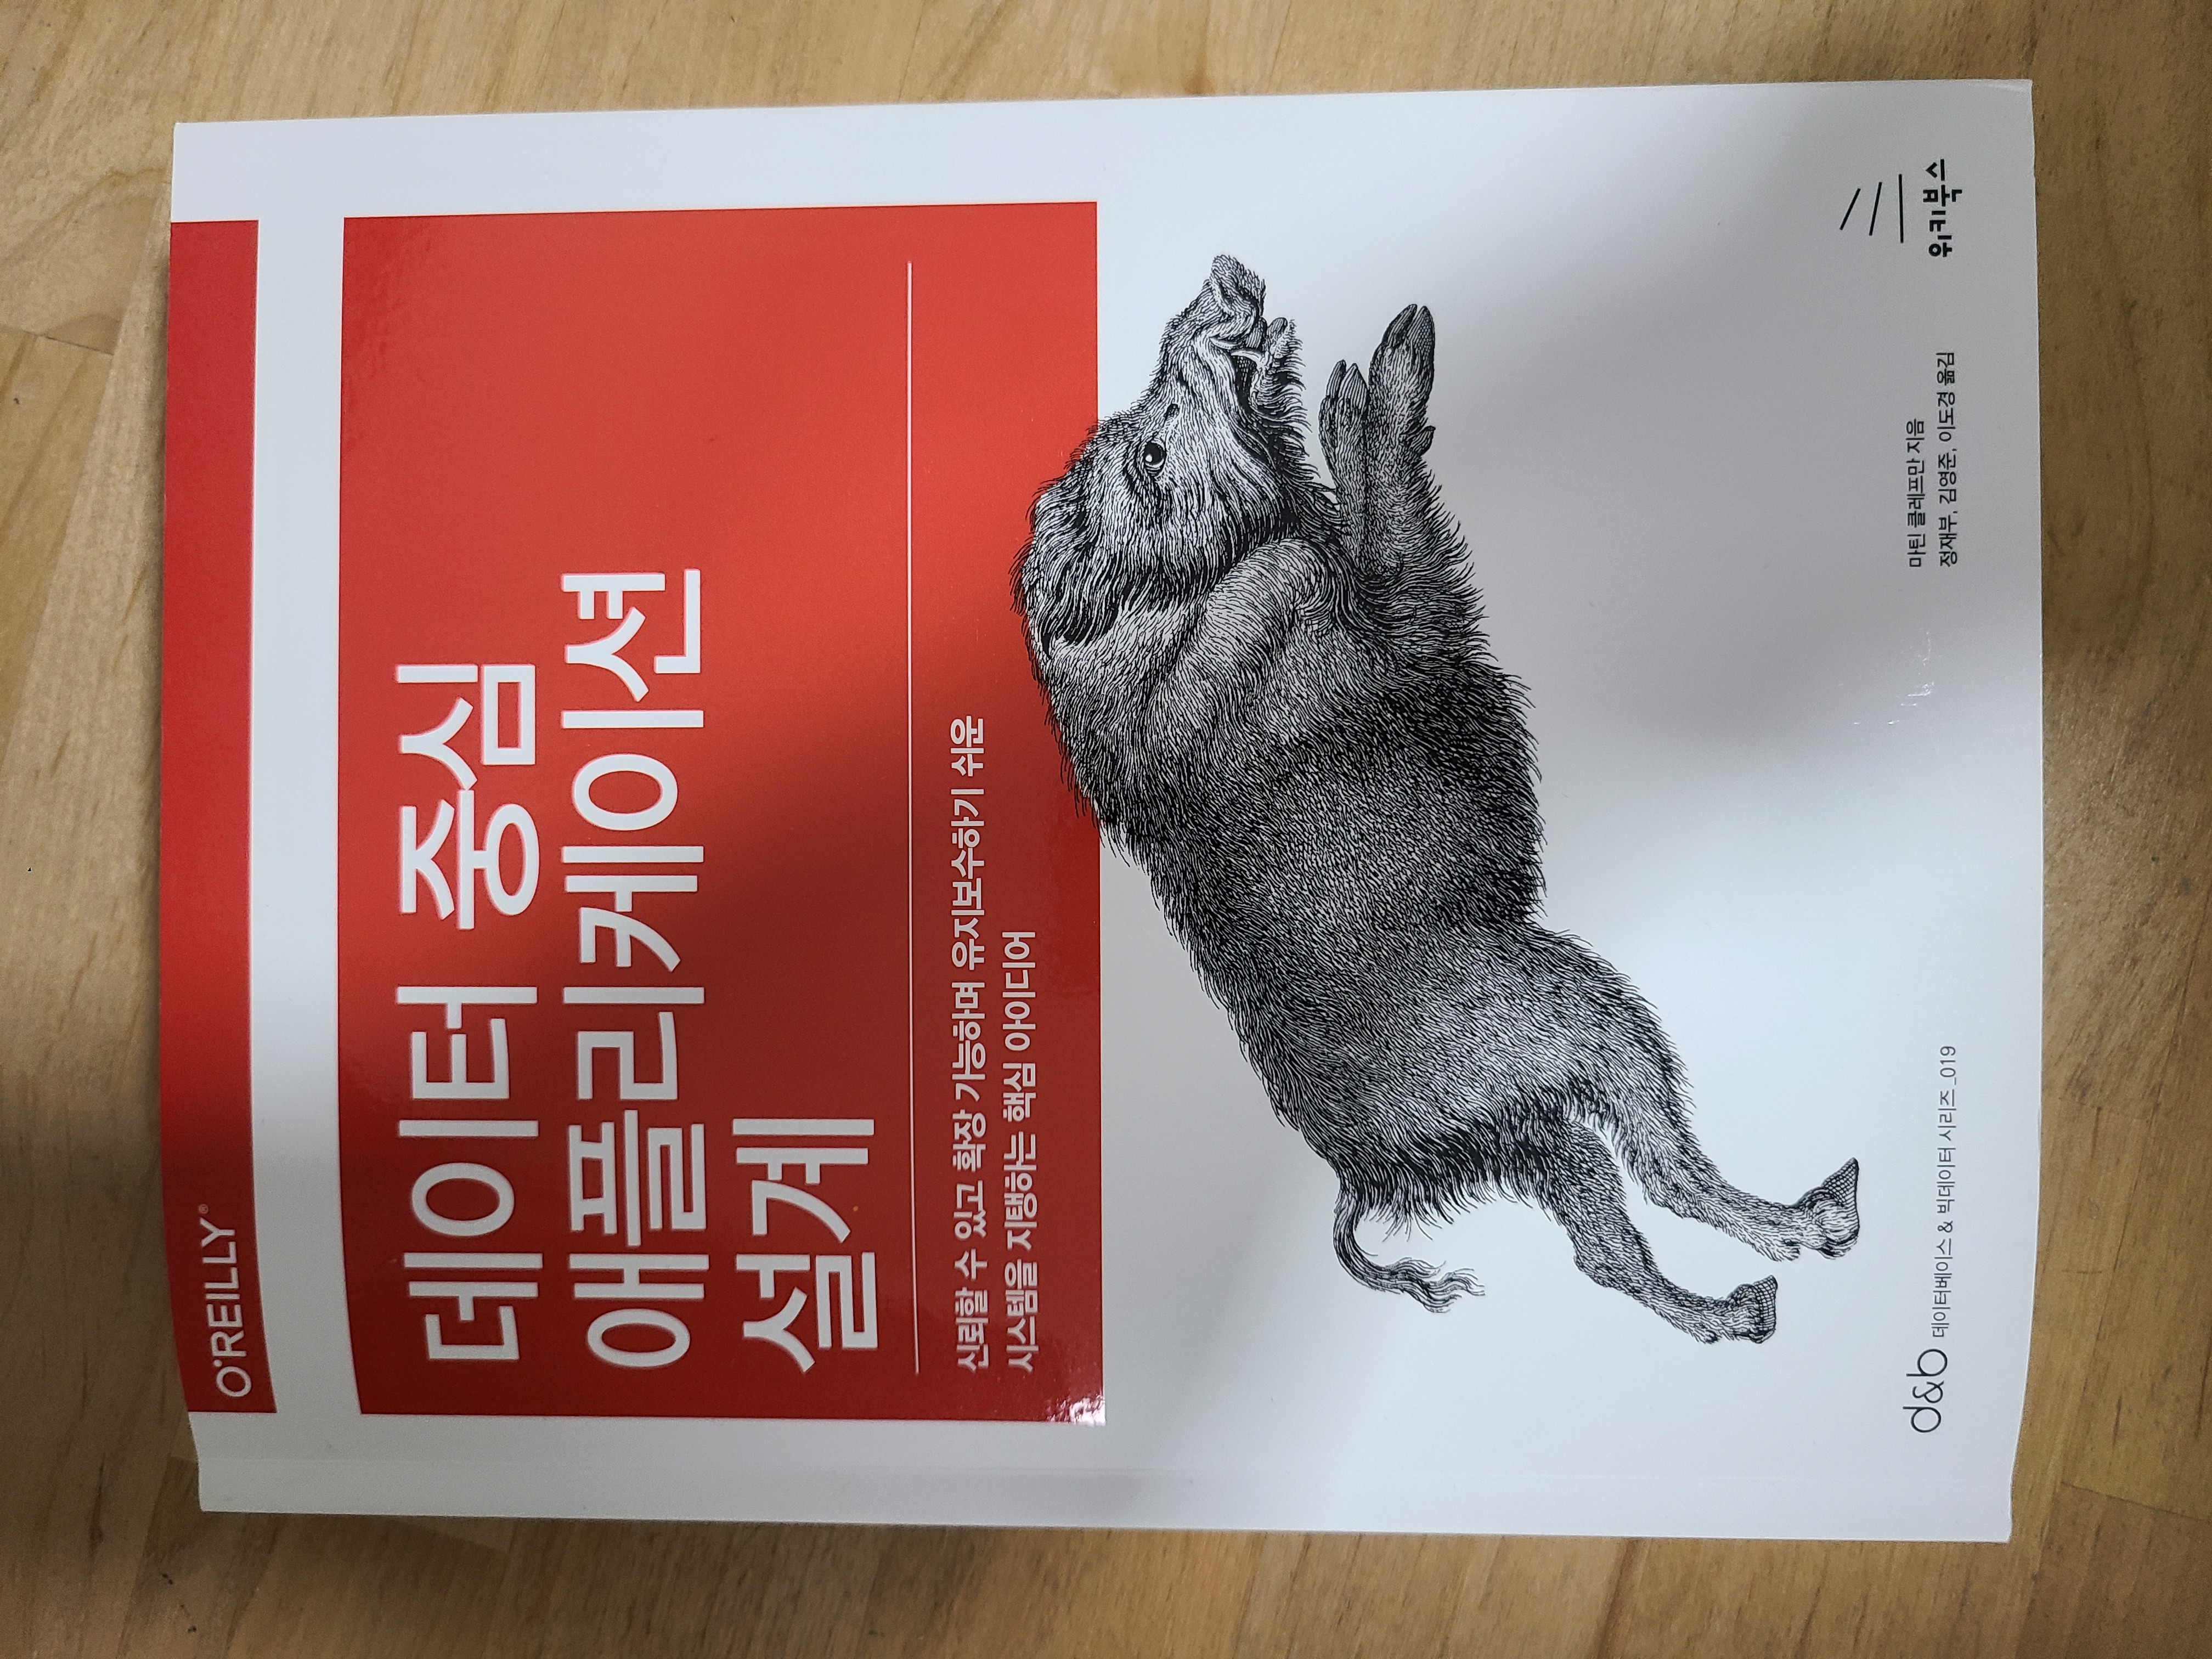 O'REILLY®
데이터 중심
애플리케이션
설계
신뢰할 수 있고 확장 가능하며 유지보수하기 쉬운
시스템을 지탱하는 핵심 아이디어
d&b 데이터베이스 & 빅데이터 시리즈_019
마틴 클레프만 지음
정재부, 김영준, 이도경 옮김
위키북스